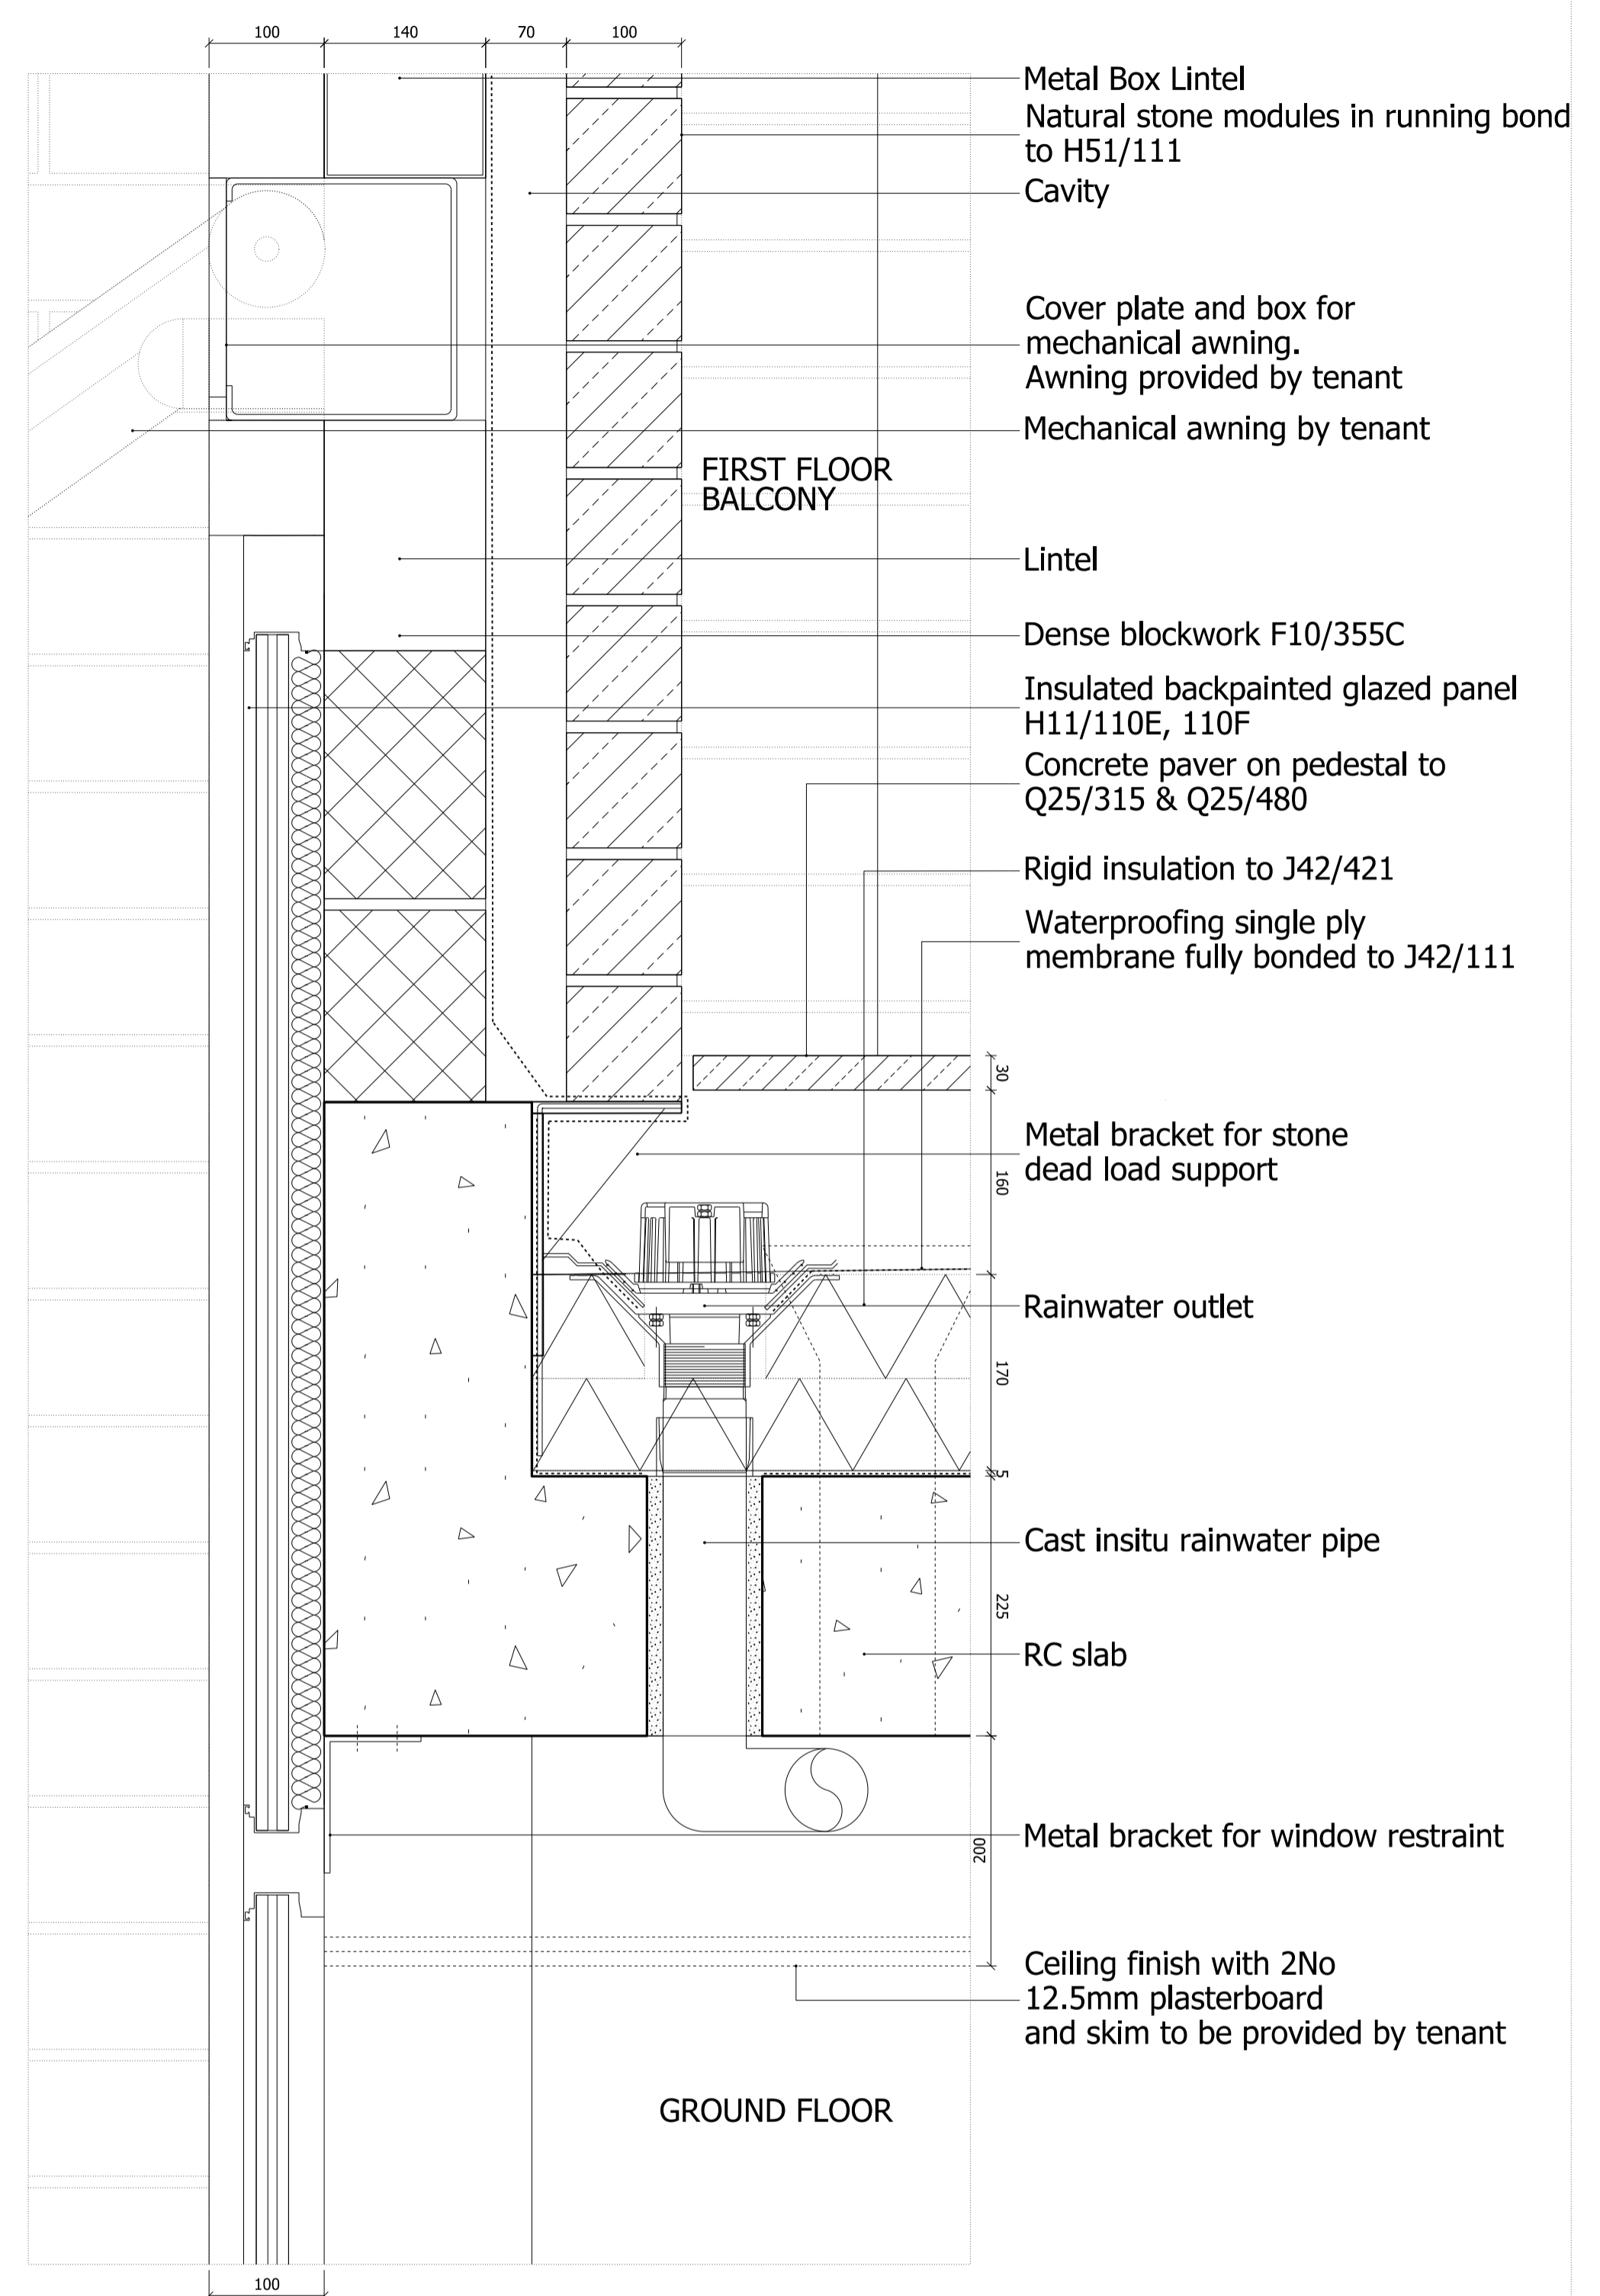 100
140
70
100
Metal Box Lintel
Natural stone modules in running bond
to H51/111
Cavity
Cover plate and box for
mechanical awning.
Awning provided by tenant
Mechanical awning by tenant
FIRST FLOOR
BALCONY
Lintel
Dense blockwork F10/355C
Insulated backpainted glazed panel
H11/110E, 110F
Concrete paver on pedestal to
Q25/315 & Q25/480
Rigid insulation to J42/421
Waterproofing single ply
membrane fully bonded to J42/111
30
Metal bracket for stone
dead load support
160
Rainwater outlet
170
5
Cast insitu rainwater pipe
225
RC slab
Metal bracket for window restraint
200
Ceiling finish with 2No
12.5mm plasterboard
and skim to be provided by tenant
GROUND FLOOR
100